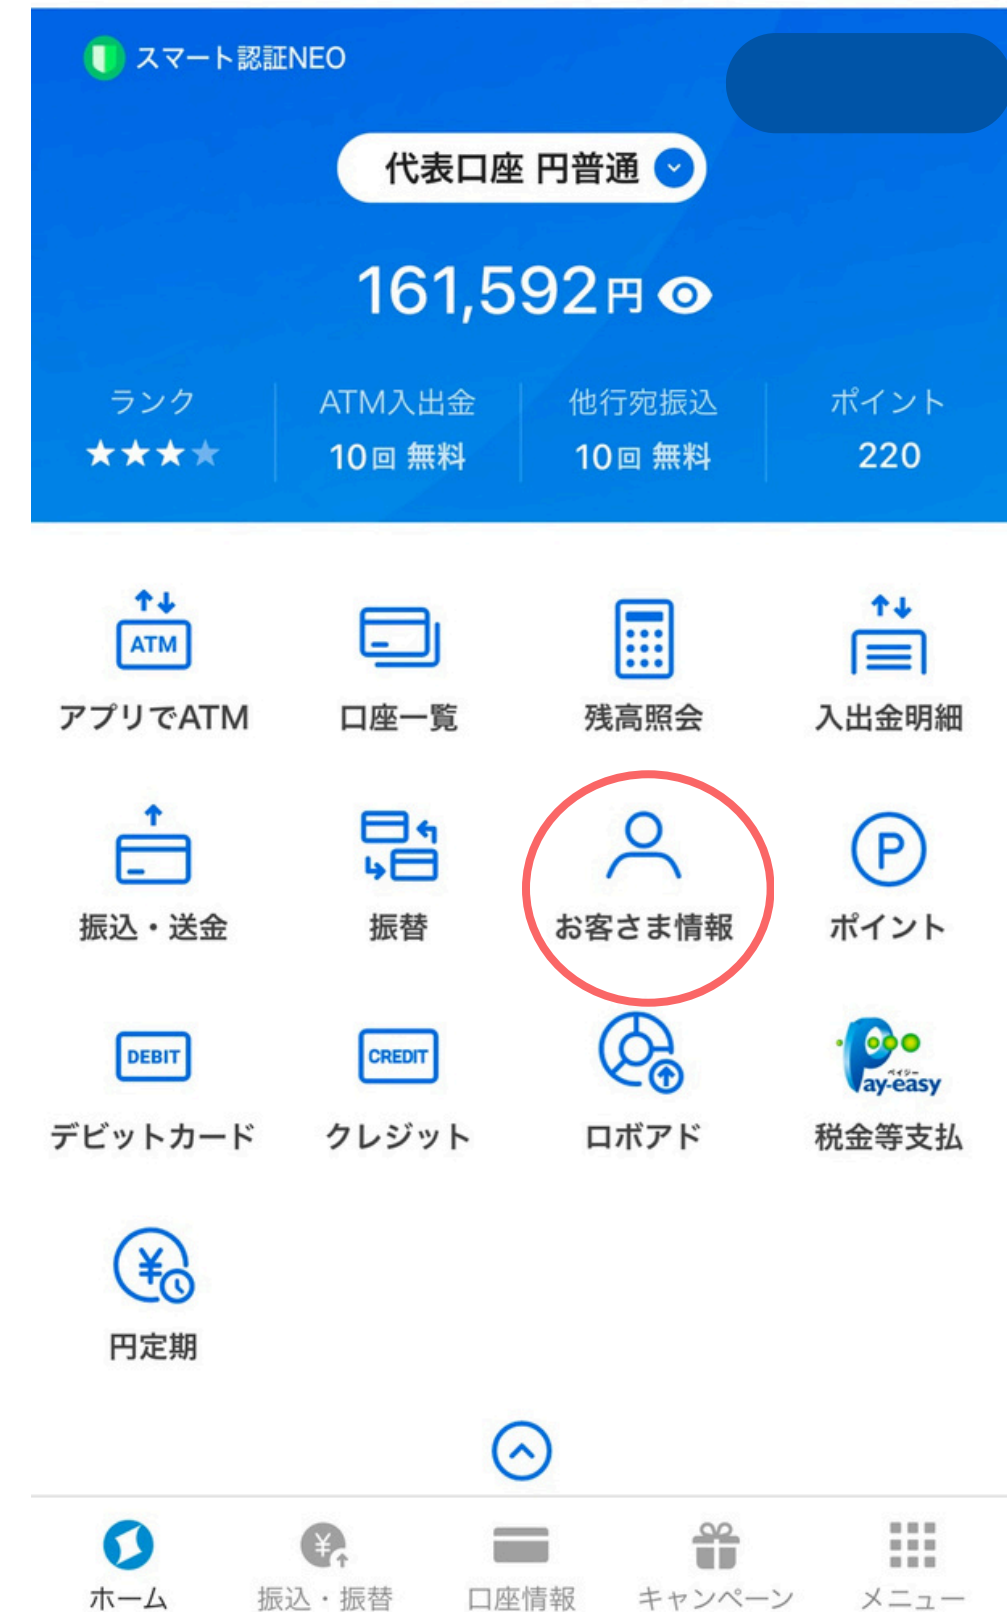 スマート認証NEO
代表口座 円普通
161,592円
ランク ATM入出金 他行宛振込 ポイント
★★★★ 10回 無料 10回 無料 220
ATM
アプリでATM 口座一覧 残高照会 入出金明細
P
振込・送金 振替 お客さま情報 ポイント
DEBIT CREDIT ペイジー Pay-easy
デビットカード クレジット ロボアド 税金等支払
¥
円定期
¥
ホーム 振込・振替 口座情報 キャンペーン メニュー